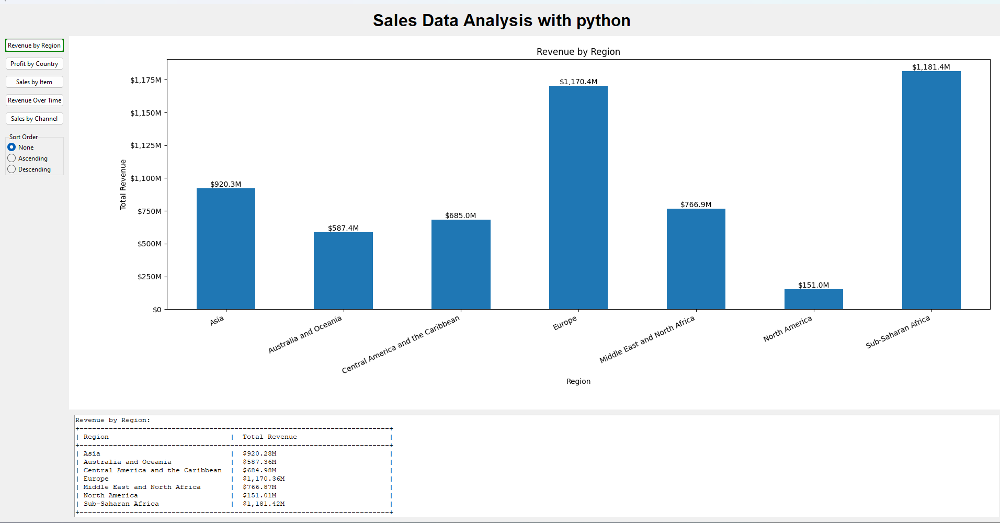 Sales Data Analysis with python
Revenue by Region
Profit by Country
Sales by Item
Revenue Over Time
Sales by Channel
Sort Order
None
Ascending
Descending
Revenue by Region
Total Revenue
$1,175M
$1,150M
$1,125M
$1,100M
$750M
$500M
$250M
$0
$920.3M
$587.4M
$685.0M
$1,170.4M
$766.9M
$151.0M
$1,181.4M
Asia
Australia and Oceania
Central America and the Caribbean
Europe
Middle East and North Africa
North America
Sub-Saharan Africa
Region
Revenue by Region:
+--------------------------------------------------------------------------+
| Region                             |  Total Revenue                      |
+--------------------------------------------------------------------------+
| Asia                               |  $920.28M                           |
| Australia and Oceania              |  $587.36M                           |
| Central America and the Caribbean  |  $684.98M                           |
| Europe                             |  $1,170.36M                         |
| Middle East and North Africa       |  $766.87M                           |
| North America                      |  $151.01M                           |
| Sub-Saharan Africa                 |  $1,181.42M                         |
+--------------------------------------------------------------------------+